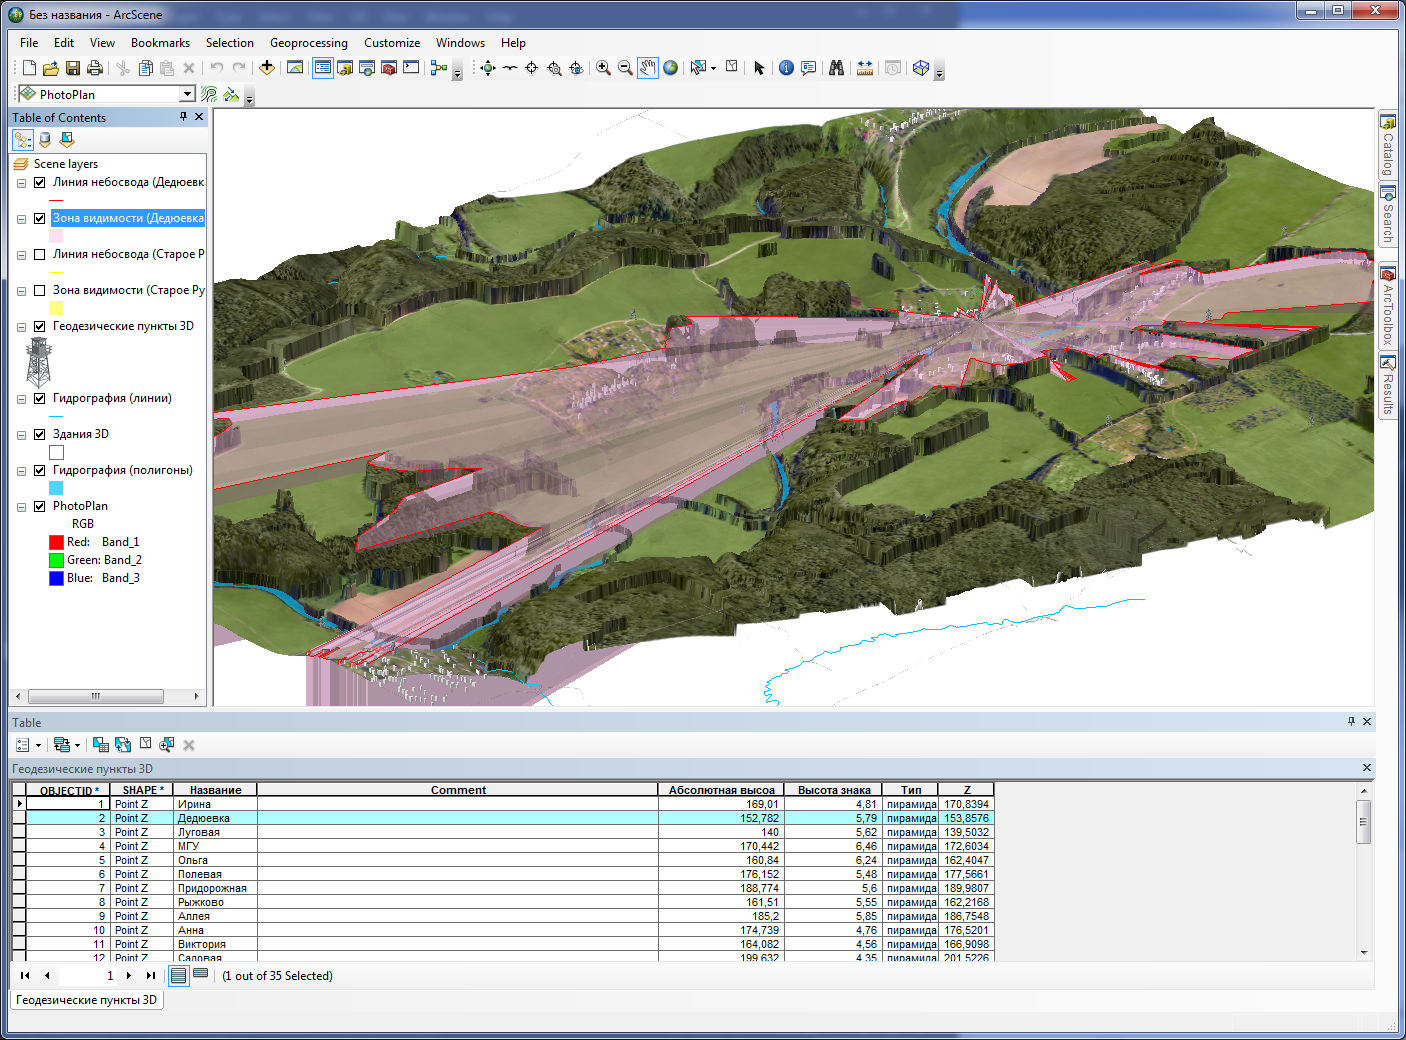 Без названия - ArcScene
File Edit View Bookmarks Selection Geoprocessing Customize Windows Help
PhotoPlan
Table of Contents
Scene layers
Линия небосвода (Дедюевк
Зона видимости (Дедюевка
Линия небосвода (Старое Р
Зона видимости (Старое Ру
Геодезические пункты 3D
Гидрография (линии)
Здания 3D
Гидрография (полигоны)
PhotoPlan
RGB
Red: Band_1
Green: Band_2
Blue: Band_3
Catalog
Search
ArcToolbox
Results
Table
Геодезические пункты 3D
OBJECTID * SHAPE * Название Comment Абсолютная высоа Высота знака Тип Z
1 Point Z Ирина 169,01 4,81 пирамида 170,8394
2 Point Z Дедюевка 152,782 5,79 пирамида 153,8576
3 Point Z Луговая 140 5,62 пирамида 139,5032
4 Point Z МГУ 170,442 6,46 пирамида 172,6034
5 Point Z Ольга 160,84 6,24 пирамида 162,4047
6 Point Z Полевая 176,152 5,48 пирамида 177,5661
7 Point Z Придорожная 188,774 5,6 пирамида 189,9807
8 Point Z Рыжково 161,51 5,55 пирамида 162,2168
9 Point Z Аллея 185,2 5,85 пирамида 186,7548
10 Point Z Анна 174,739 4,76 пирамида 176,5201
11 Point Z Виктория 164,082 4,56 пирамида 166,9098
12 Point Z Садовая 199,632 4,35 пирамида 201,5226
1 (1 out of 35 Selected)
Геодезические пункты 3D